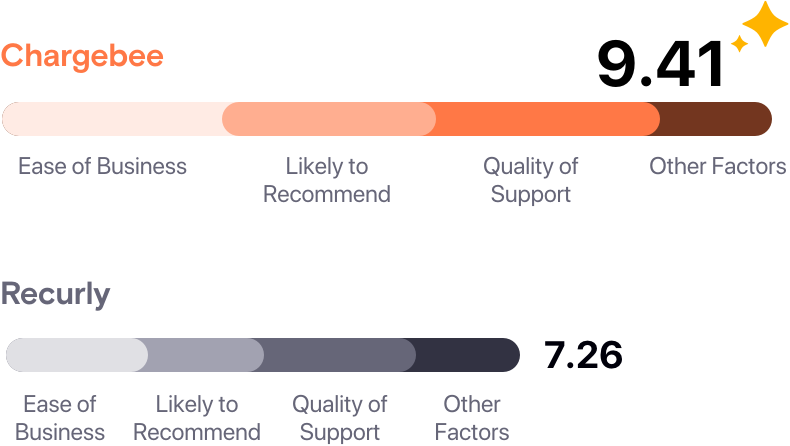 Chargebee
9.41
Ease of Business
Likely to
Recommend
Quality of
Support
Other Factors
Recurly
7.26
Ease of
Business
Likely to
Recommend
Quality of
Support
Other
Factors